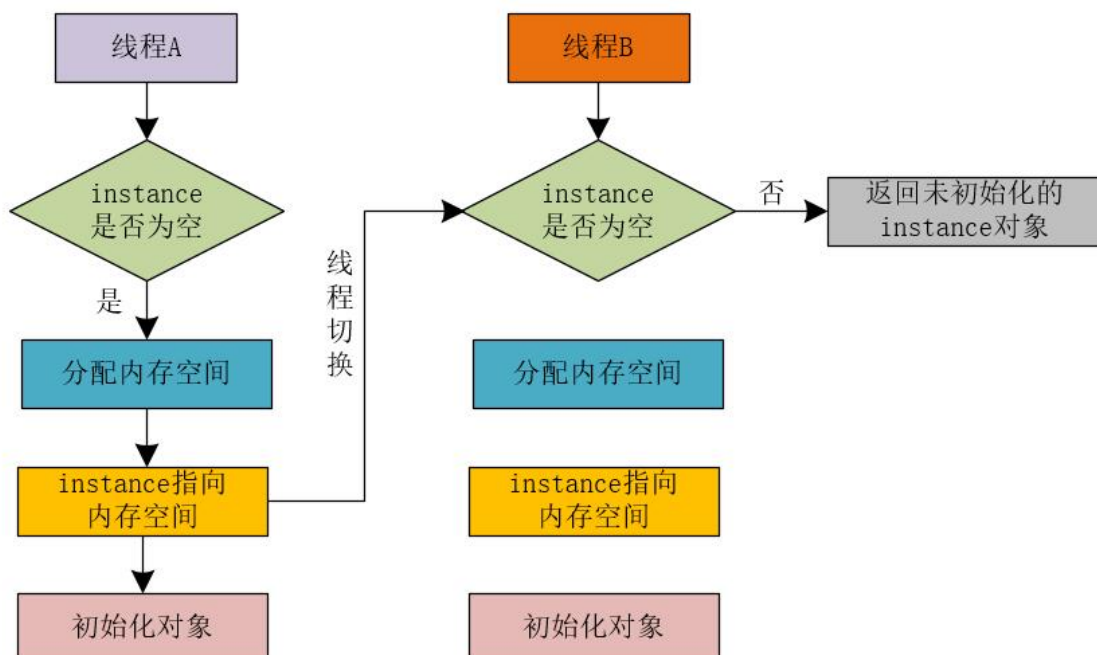 线程A
线程B
instance
是否为空
instance
是否为空
否
返回未初始化的
instance对象
是
线程切换
分配内存空间
分配内存空间
instance指向
内存空间
instance指向
内存空间
初始化对象
初始化对象